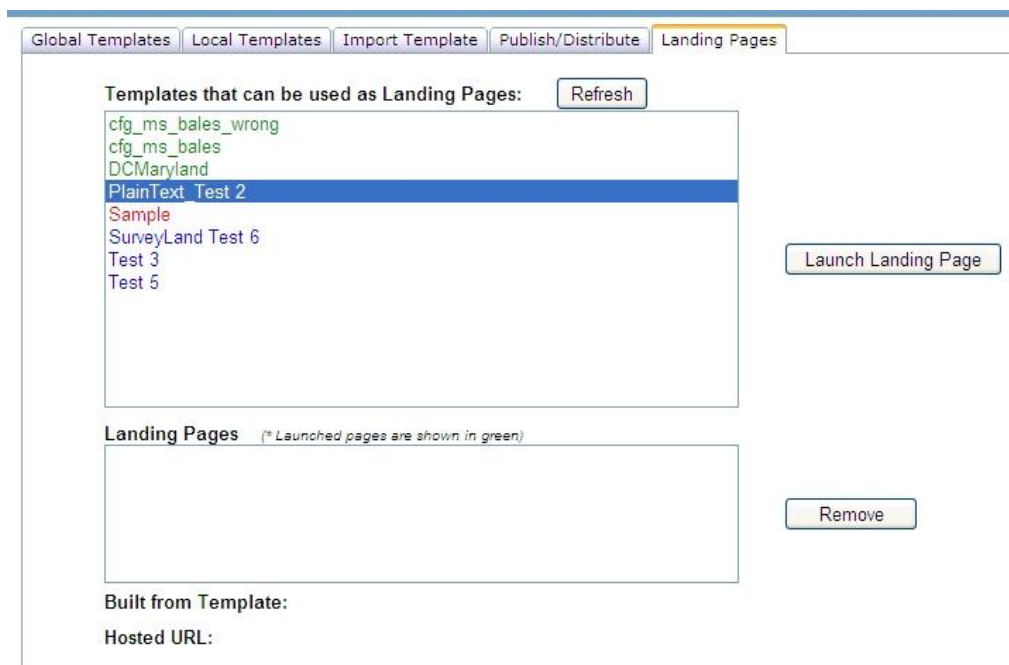 Global Templates Local Templates Import Template Publish/Distribute Landing Pages
Templates that can be used as Landing Pages: Refresh
cfg_ms_bales_wrong
cfg_ms_bales
DCMaryland
PlainText_Test 2
Sample
SurveyLand Test 6
Test 3
Test 5
Launch Landing Page
Landing Pages (* Launched pages are shown in green)
Remove
Built from Template:
Hosted URL: